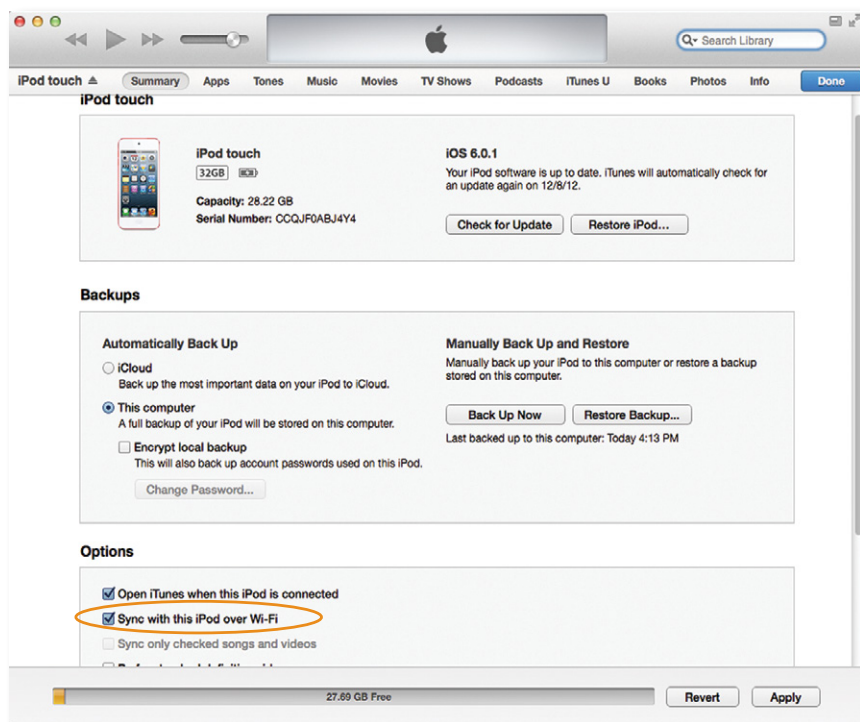 Search Library
iPod touch Summary Apps Tones Music Movies TV Shows Podcasts iTunes U Books Photos Info Done
iPod touch
iPod touch
32GB
Capacity: 28.22 GB
Serial Number: CCQJF0ABJ4Y4
iOS 6.0.1
Your iPod software is up to date. iTunes will automatically check for
an update again on 12/8/12.
Check for Update Restore iPod...
Backups
Automatically Back Up
iCloud
Back up the most important data on your iPod to iCloud.
This computer
A full backup of your iPod will be stored on this computer.
Encrypt local backup
This will also back up account passwords used on this iPod.
Change Password...
Manually Back Up and Restore
Manually back up your iPod to this computer or restore a backup
stored on this computer.
Back Up Now Restore Backup...
Last backed up to this computer: Today 4:13 PM
Options
Open iTunes when this iPod is connected
Sync with this iPod over Wi-Fi
Sync only checked songs and videos
27.69 GB Free
Revert Apply